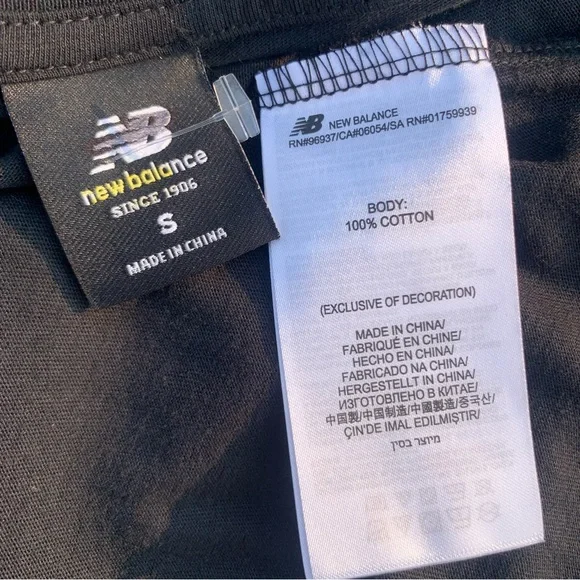 NB
new balance
SINCE 1906
S
MADE IN CHINA
NB NEW BALANCE
RN#96937/CA#06054/SA RN#01759939
BODY:
100% COTTON
(EXCLUSIVE OF DECORATION)
MADE IN CHINA/
FABRIQUÉ EN CHINE/
HECHO EN CHINA/
FABRICADO NA CHINA/
HERGESTELLT IN CHINA/
ИЗГОТОВЛЕНО В КИТАЕ/
中国製/中国制造/中國製造/중국산/
ÇIN'DE IMAL EDILMIŞTIR/
מיוצר בסין